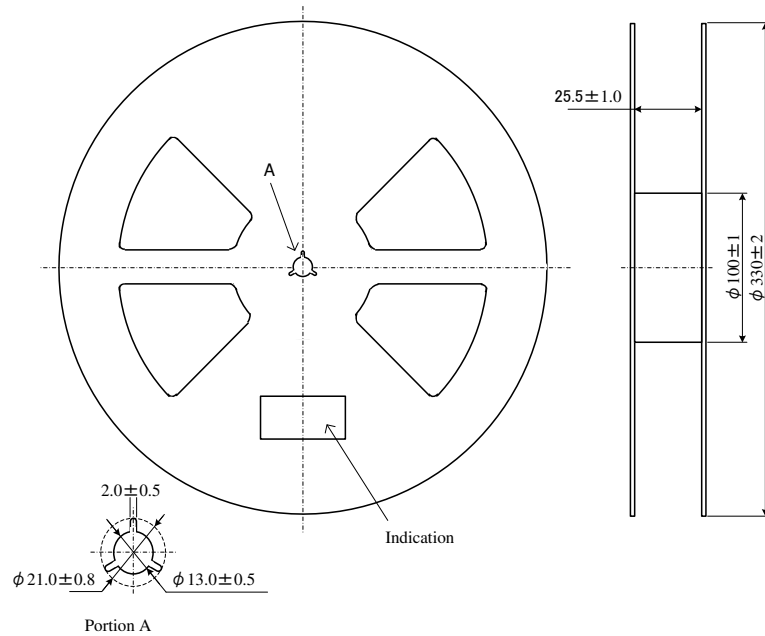 A
25.5±1.0
φ100±1
φ330±2
2.0±0.5
Indication
φ21.0±0.8
φ13.0±0.5
Portion A